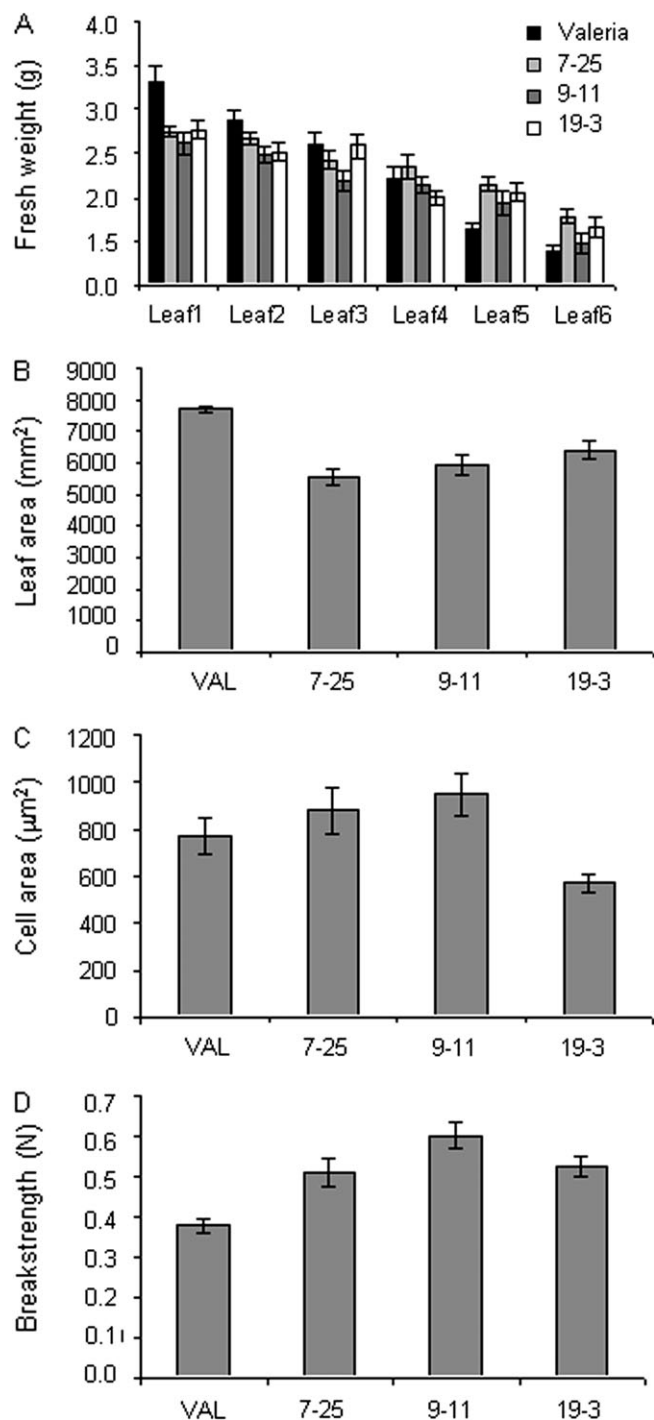 A
Fresh weight (g)
4.0
3.5
3.0
2.5
2.0
1.5
0.0
Valeria
7-25
9-11
19-3
Leaf1 Leaf2 Leaf3 Leaf4 Leaf5 Leaf6
B
Leaf area (mm²)
9000
8000
7000
6000
5000
4000
3000
2000
1000
0
VAL 7-25 9-11 19-3
C
Cell area (µm²)
1200
1000
800
600
400
200
0
VAL 7-25 9-11 19-3
D
Breakstrength (N)
0.7
0.6
0.5
0.4
0.3
0.2
0.1
0.0
VAL 7-25 9-11 19-3